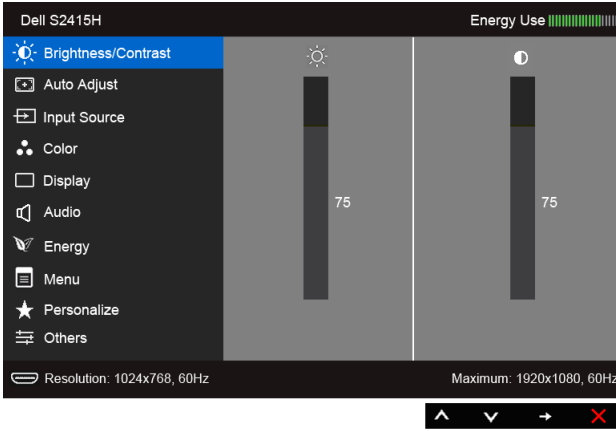 Dell S2415H
Energy Use
Brightness/Contrast
Auto Adjust
Input Source
Color
Display
Audio
Energy
Menu
Personalize
Others
75
75
Resolution: 1024x768, 60Hz
Maximum: 1920x1080, 60Hz